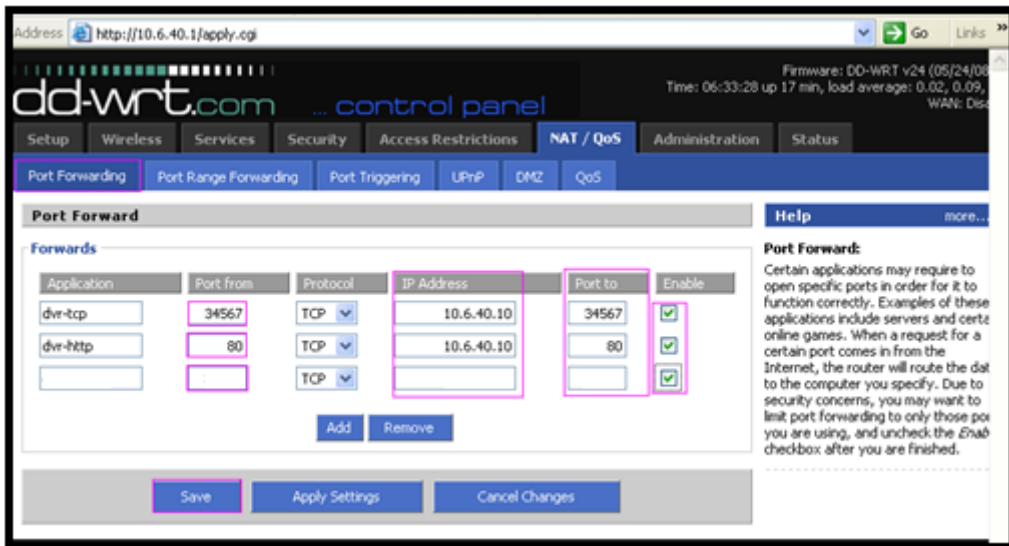 Address http://10.6.40.1/apply.cgi Go Links »
Firmware: DD-WRT v24 (05/24/08
dd-wrt.com ... control panel
Time: 06:33:28 up 17 min, load average: 0.02, 0.09,
WAN: Disa
Setup Wireless Services Security Access Restrictions NAT / QoS Administration Status
Port Forwarding Port Range Forwarding Port Triggering UPnP DMZ QoS
Port Forward
Forwards
Application Port from Protocol IP Address Port to Enable
dvr-tcp 34567 TCP 10.6.40.10 34567
dvr-http 80 TCP 10.6.40.10 80
TCP
Add Remove
Save Apply Settings Cancel Changes
Help more...
Port Forward:
Certain applications may require to
open specific ports in order for it to
function correctly. Examples of these
applications include servers and certa
online games. When a request for a
certain port comes in from the
Internet, the router will route the dat
to the computer you specify. Due to
security concerns, you may want to
limit port forwarding to only those por
you are using, and uncheck the Enab
checkbox after you are finished.